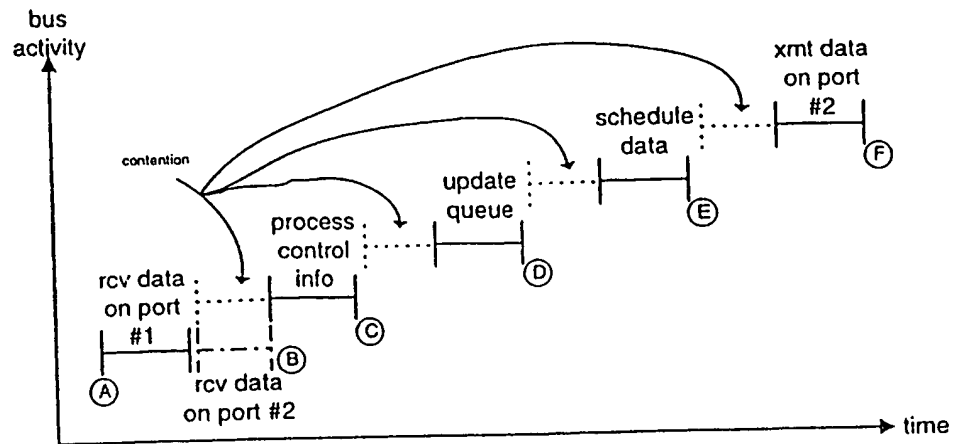 bus
activity
xmt data
on port
#2
F
schedule
data
E
contention
update
queue
D
process
control
info
C
rcv data
on port
#1
A
B
rcv data
on port #2
time